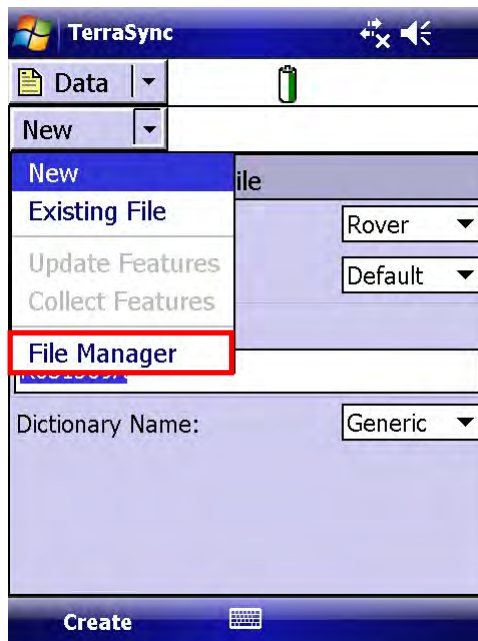 TerraSync
Data
New
New
ile
Existing File
Rover
Update Features
Default
Collect Features
File Manager
Dictionary Name:
Generic
Create